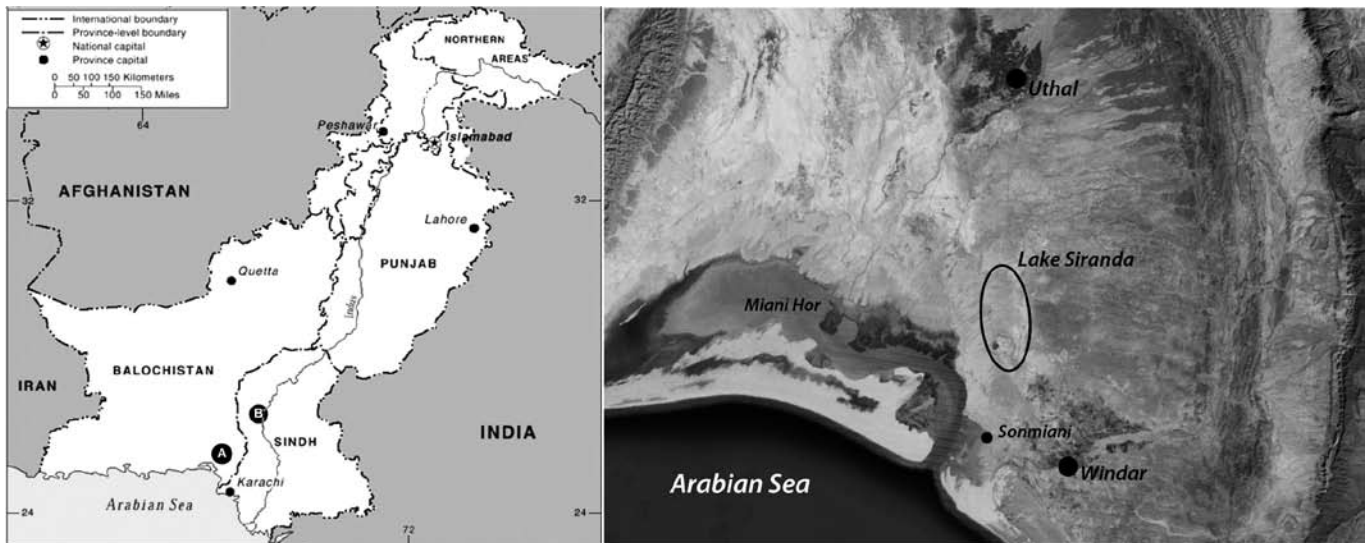 International boundary
Province-level boundary
National capital
Province capital
0 50 100 150 Kilometers
0 50 100 150 Miles
64
NORTHERN
AREAS
Peshawar
Islamabad
AFGHANISTAN
32
32
Lahore
PUNJAB
Quetta
Indus
BALOCHISTAN
IRAN
B
SINDH
INDIA
A
Karachi
Arabian Sea
24
24
72
Uthal
Lake Siranda
Miani Hor
Sonmiani
Windar
Arabian Sea